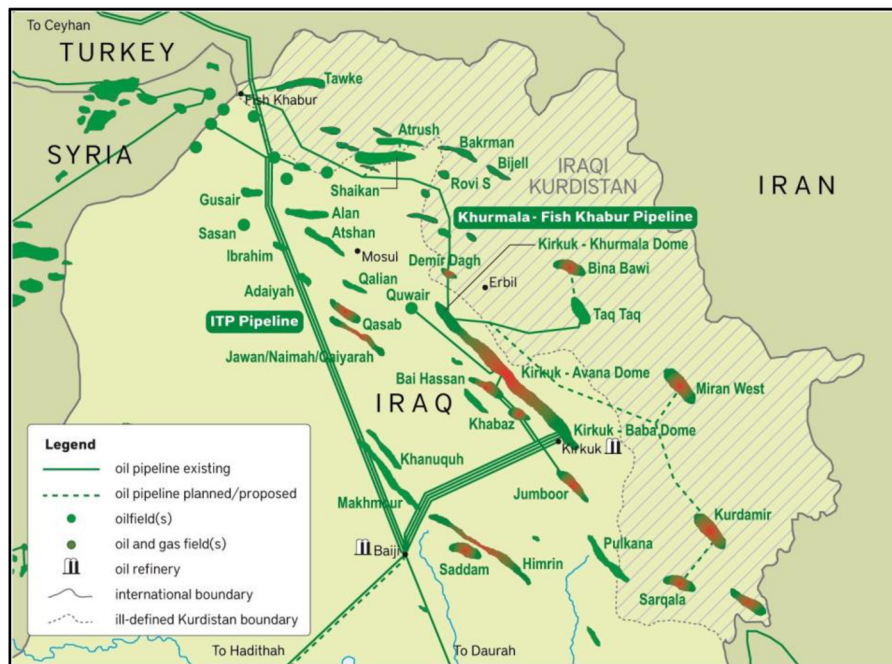 To Ceyhan
TURKEY
Tawke
Fish Khabur
SYRIA
Atrush
Bakrman
Bijell
IRAQI
KURDISTAN
IRAN
Shaikan
Rovi S
Gusair
Alan
Khurmala - Fish Khabur Pipeline
Sasan
Atshan
Kirkuk - Khurmala Dome
Ibrahim
Mosul
Demir Dagh
Bina Bawi
Erbil
Adaiyah
Qalian
Quwair
Taq Taq
ITP Pipeline
Qasab
Jawan/Naimah/Qaiyarah
Bai Hassan
Kirkuk - Avana Dome
Miran West
IRAQ
Khabaz
Kirkuk - Baba Dome
Kirkuk
Legend
oil pipeline existing
oil pipeline planned/proposed
oilfield(s)
oil and gas field(s)
oil refinery
international boundary
ill-defined Kurdistan boundary
Khanuquh
Makhmour
Jumboor
Kurdamir
Baiji
Saddam
Himrin
Pulkana
Sarqala
To Hadithah
To Daurah